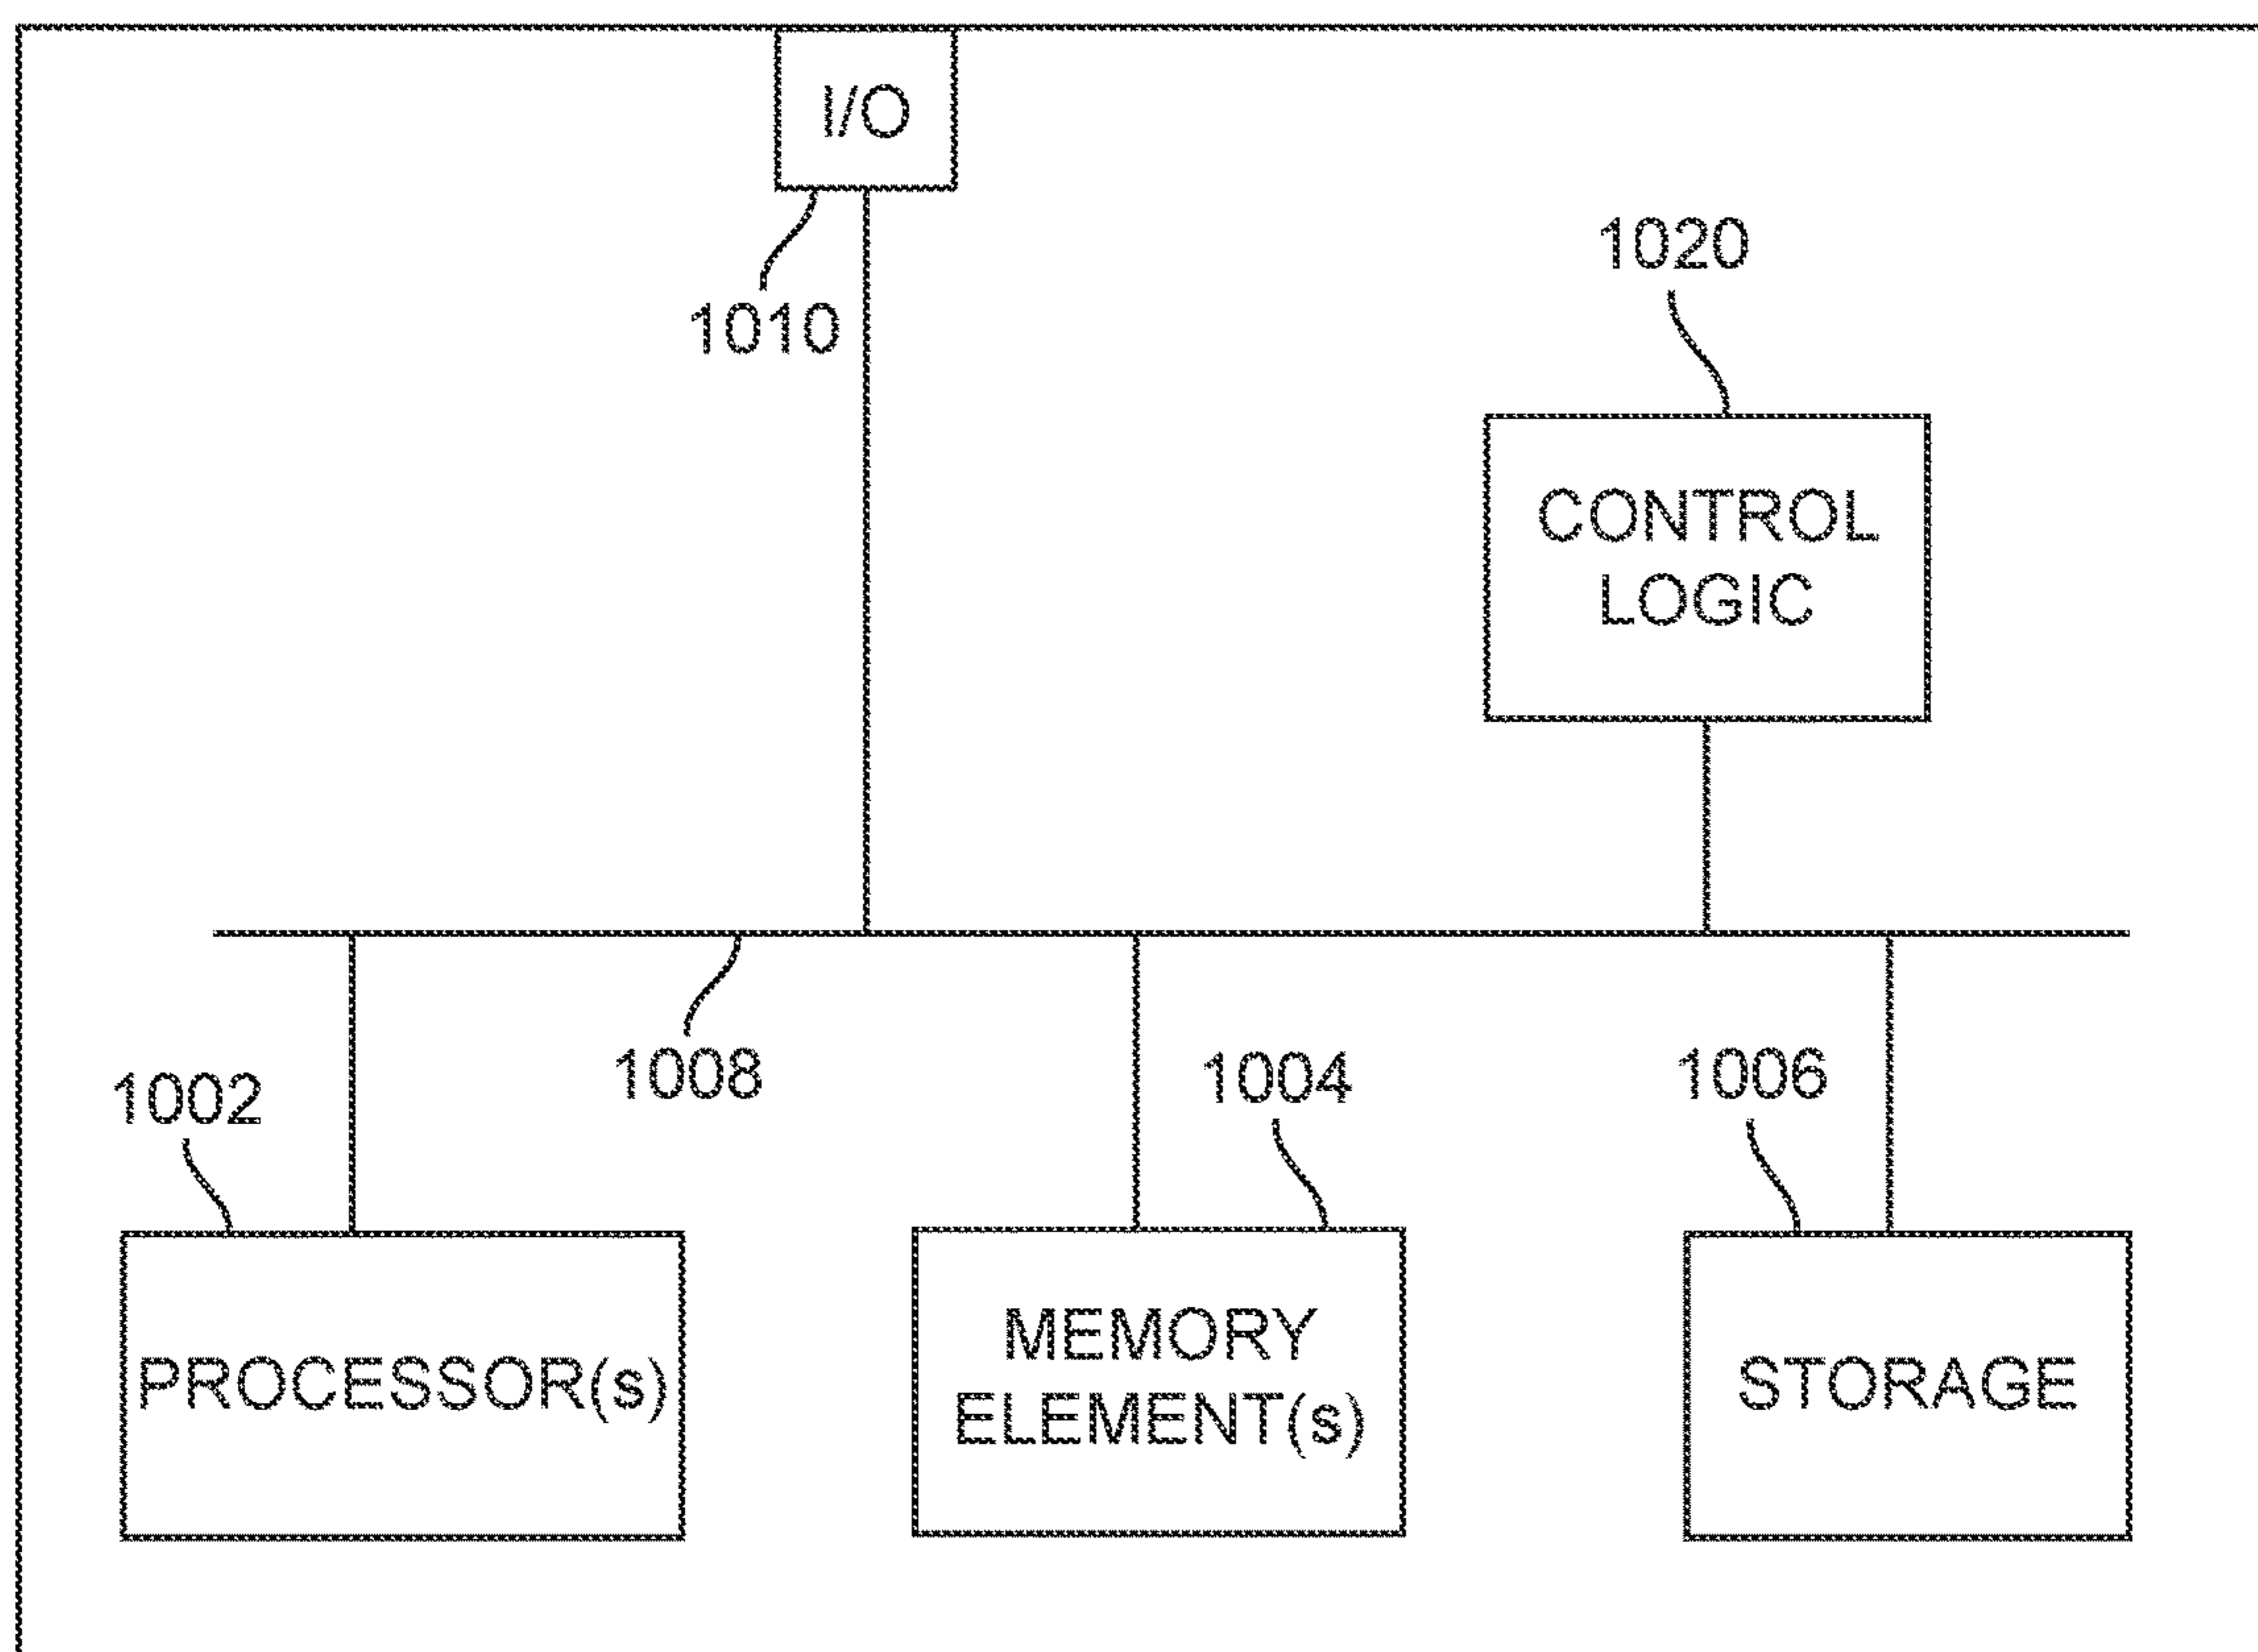 I/O
1010
1020
CONTROL
LOGIC
1008
1002
1004
1006
PROCESSOR(s)
MEMORY
ELEMENT(s)
STORAGE